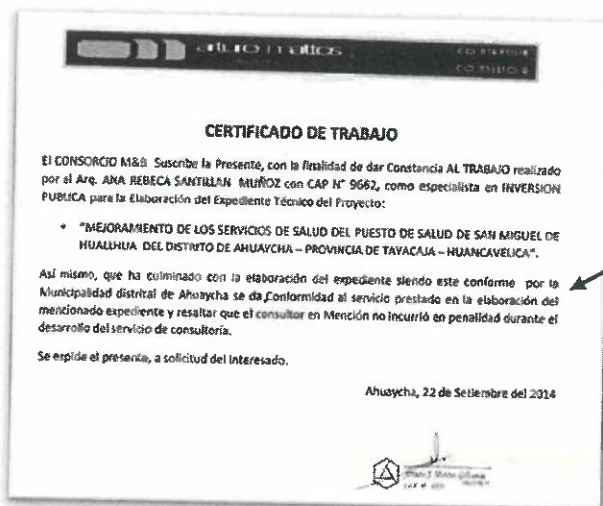 arturo mattos
CERTIFICADO DE TRABAJO
El CONSORCIO M&B Suscribe la Presente, con la finalidad de dar Constancia AL TRABAJO realizado
por el Arq. ANA REBECA SANTILLAN MUÑOZ con CAP N° 9662, como especialista en INVERSION
PUBLICA para la Elaboración del Expediente Técnico del Proyecto:
• "MEJORAMIENTO DE LOS SERVICIOS DE SALUD DEL PUESTO DE SALUD DE SAN MIGUEL DE
HUALLHUA DEL DISTRITO DE AHUAYCHA – PROVINCIA DE TAYACAJA – HUANCAVELICA".
Así mismo, que ha culminado con la elaboración del expediente siendo este conforme por la
Municipalidad distrital de Ahuaycha se da Conformidad al servicio prestado en la elaboración del
mencionado expediente y resaltar que el consultor en Mención no incurrió en penalidad durante el
desarrollo del servicio de consultoría.
Se expide el presente, a solicitud del Interesado.
Ahuaycha, 22 de Setiembre del 2014